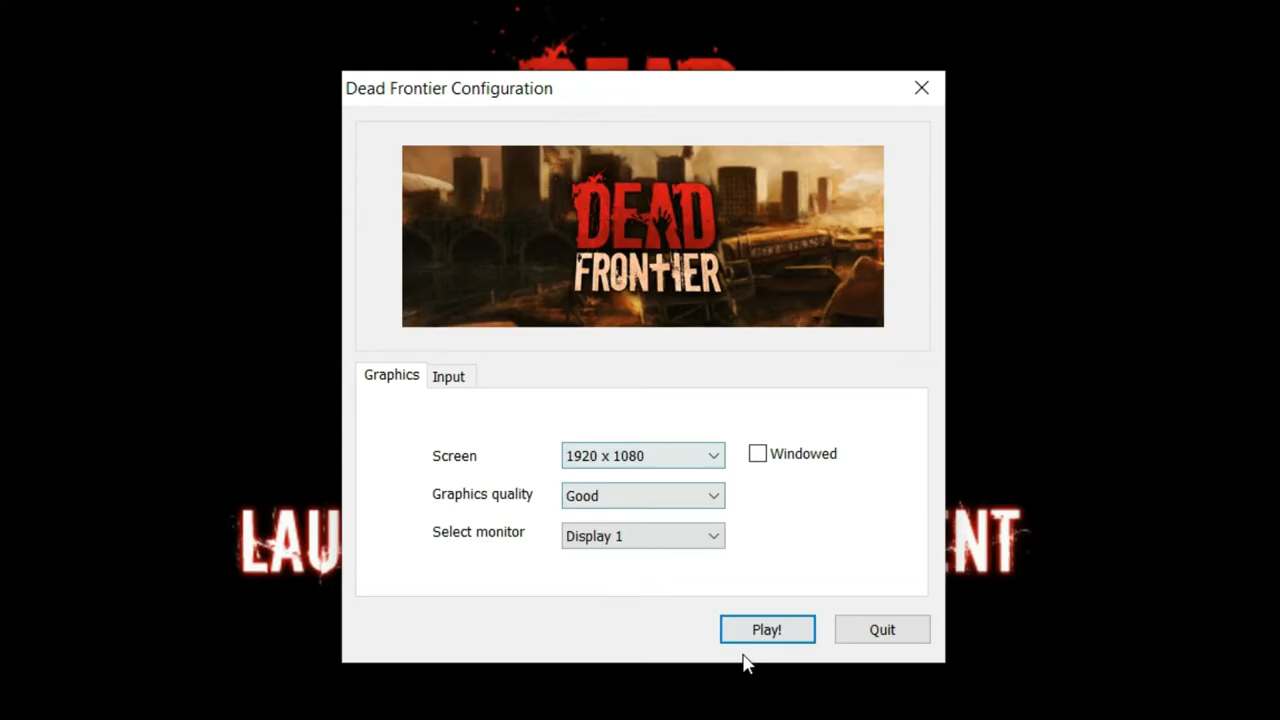 Dead Frontier Configuration
DEAD
FRONTIER
Graphics
Input
Screen
1920 x 1080
Windowed
Graphics quality
Good
Select monitor
Display 1
LAU
ENT
Play!
Quit